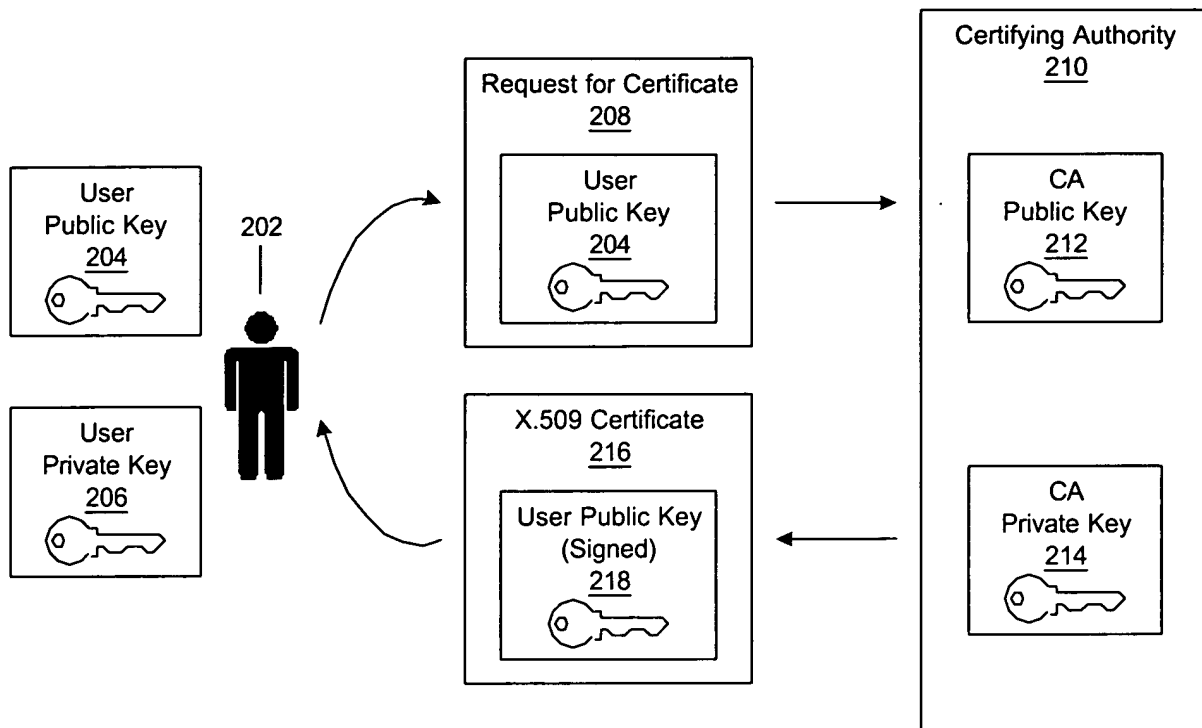 User
Public Key
204
User
Private Key
206
202
Request for Certificate
208
User
Public Key
204
X.509 Certificate
216
User Public Key
(Signed)
218
Certifying Authority
210
CA
Public Key
212
CA
Private Key
214